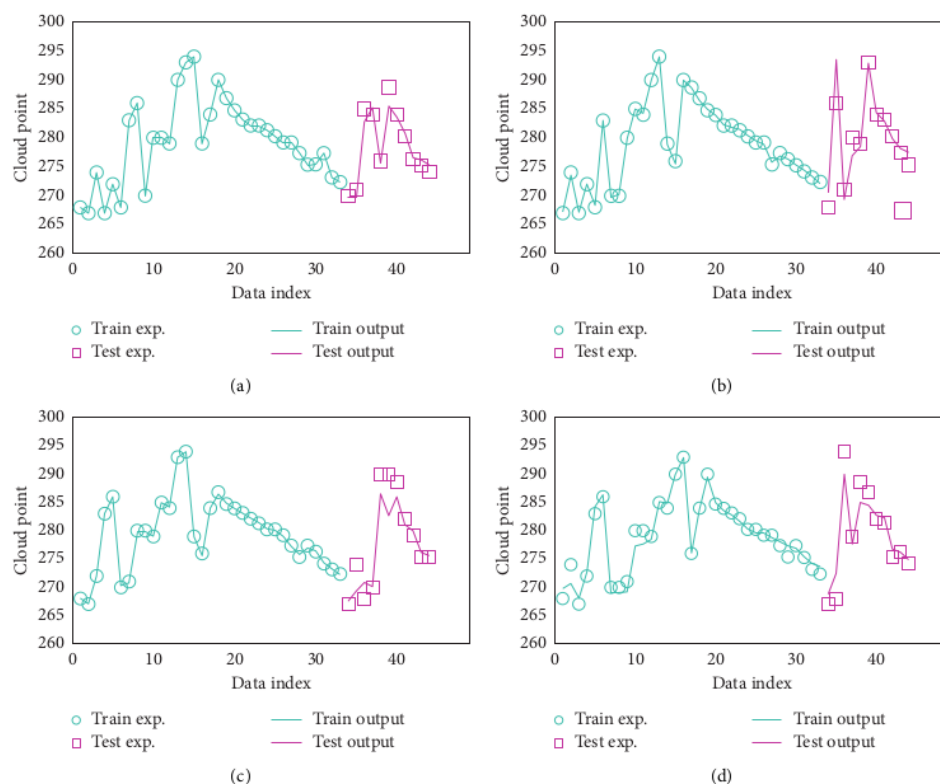 300
295
290
285
280
275
270
265
260
Cloud point
0 10 20 30 40
Data index
Train exp. Train output
Test exp. Test output
(a)
300
295
290
285
280
275
270
265
260
Cloud point
0 10 20 30 40
Data index
Train exp. Train output
Test exp. Test output
(b)
300
295
290
285
280
275
270
265
260
Cloud point
0 10 20 30 40
Data index
Train exp. Train output
Test exp. Test output
(c)
300
295
290
285
280
275
270
265
260
Cloud point
0 10 20 30 40
Data index
Train exp. Train output
Test exp. Test output
(d)